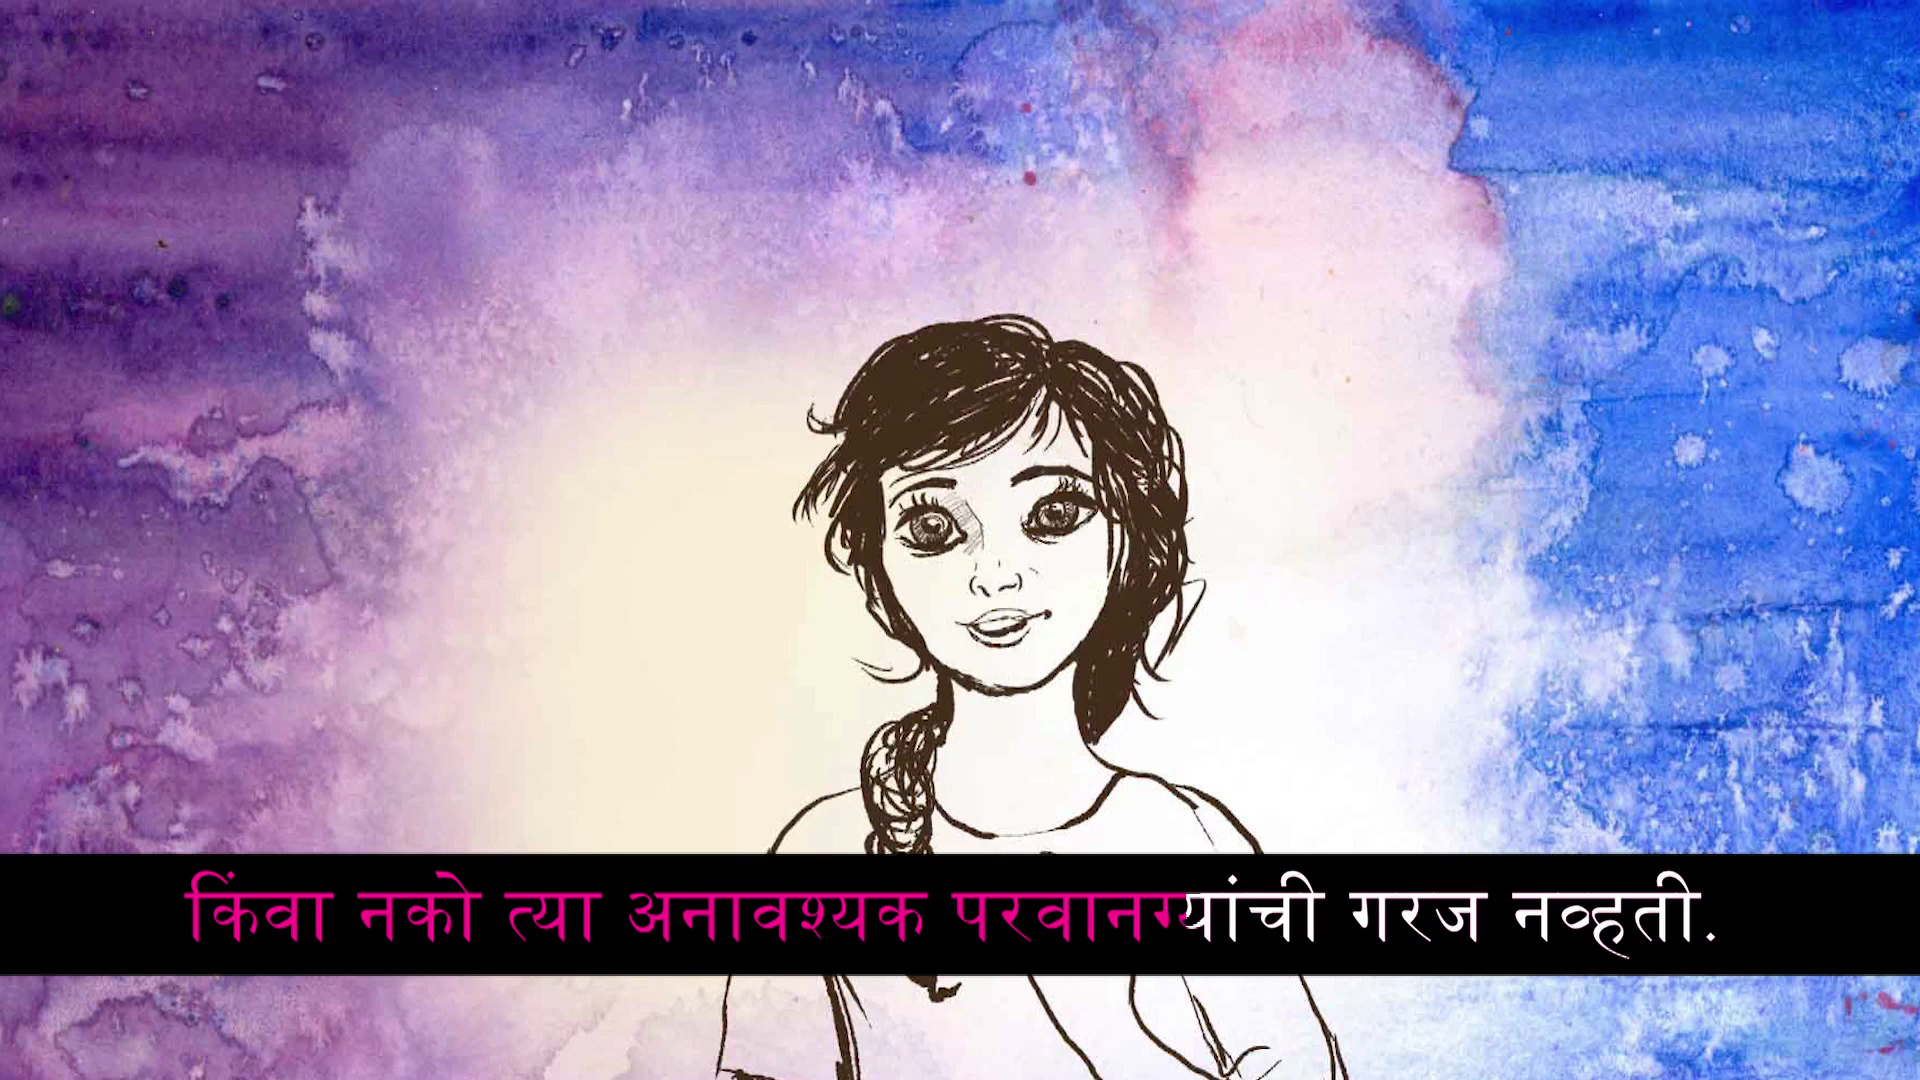 किंवा नको त्या अनावश्यक परवानग्यांची गरज नव्हती.